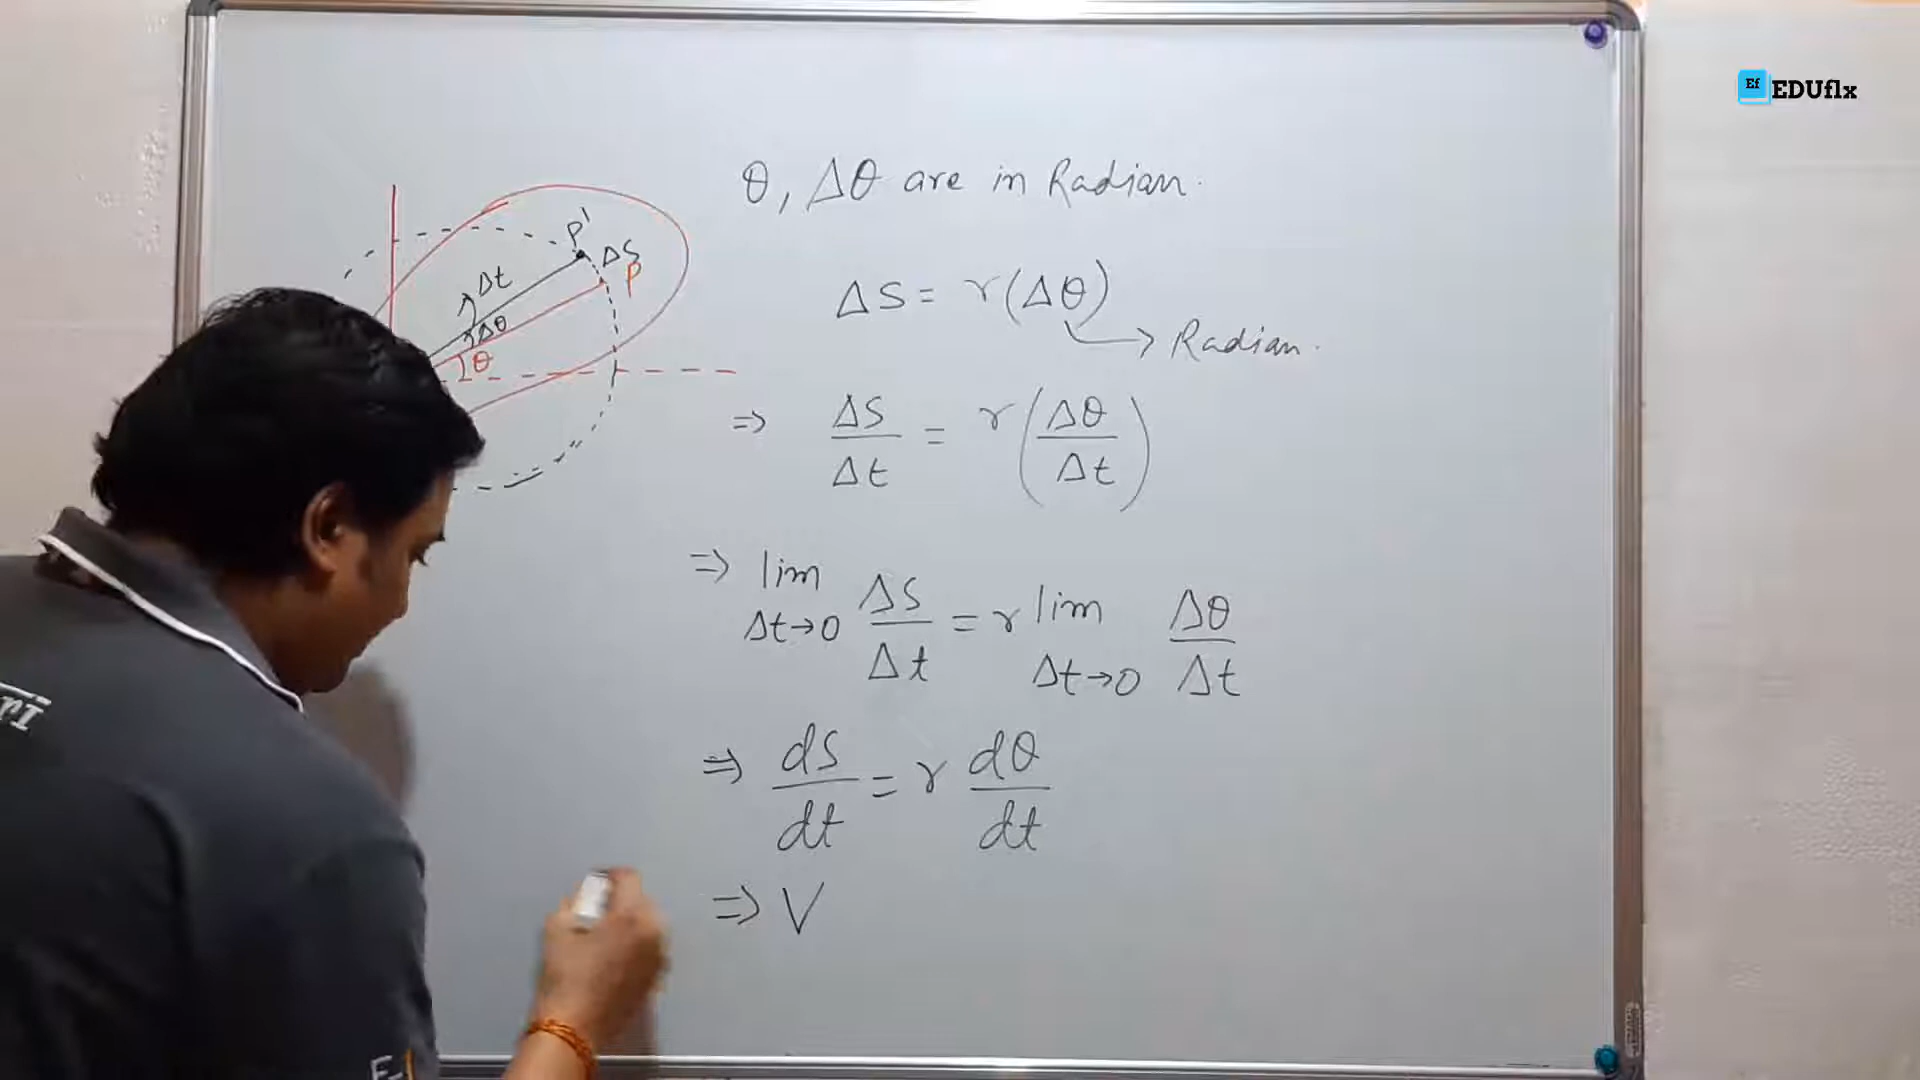 Ef EDUflx
θ, Δθ are in Radian.
P'
ΔS
P
Δt
Δθ
θ
ΔS = r(Δθ)
→ Radian.
⇒ ΔS/Δt = r(Δθ/Δt)
⇒ lim Δt→0 ΔS/Δt = r lim Δt→0 Δθ/Δt
⇒ dS/dt = r dθ/dt
⇒ V